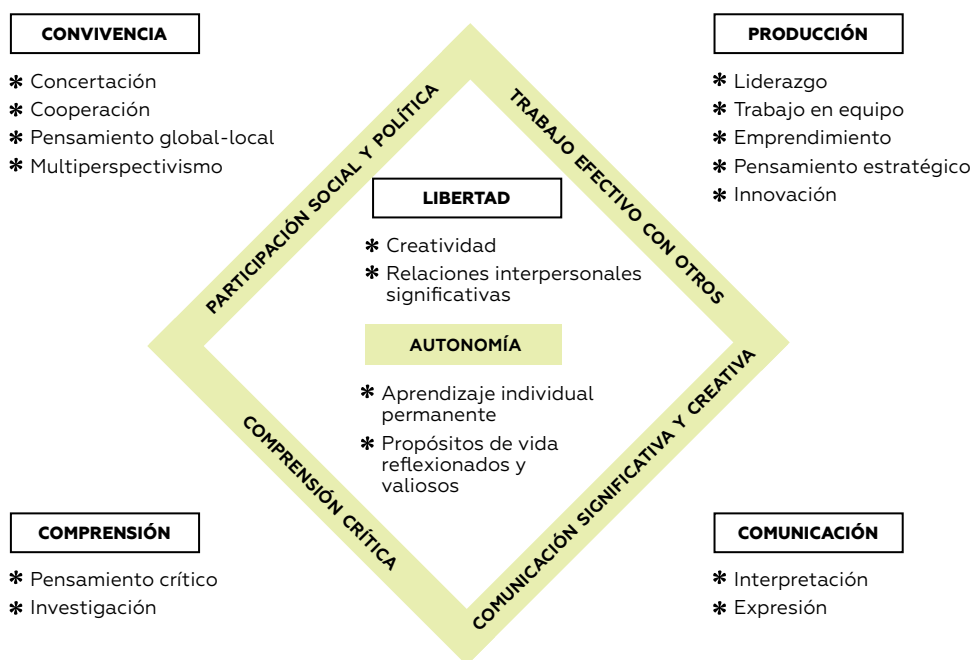 CONVIVENCIA
* Concertación
* Cooperación
* Pensamiento global-local
* Multiperspectivismo
PRODUCCIÓN
* Liderazgo
* Trabajo en equipo
* Emprendimiento
* Pensamiento estratégico
* Innovación
PARTICIPACIÓN SOCIAL Y POLÍTICA
TRABAJO EFECTIVO CON OTROS
LIBERTAD
* Creatividad
* Relaciones interpersonales
significativas
AUTONOMÍA
* Aprendizaje individual
permanente
* Propósitos de vida
reflexionados y
valiosos
COMPRENSIÓN CRÍTICA
COMUNICACIÓN SIGNIFICATIVA Y CREATIVA
COMPRENSIÓN
* Pensamiento crítico
* Investigación
COMUNICACIÓN
* Interpretación
* Expresión